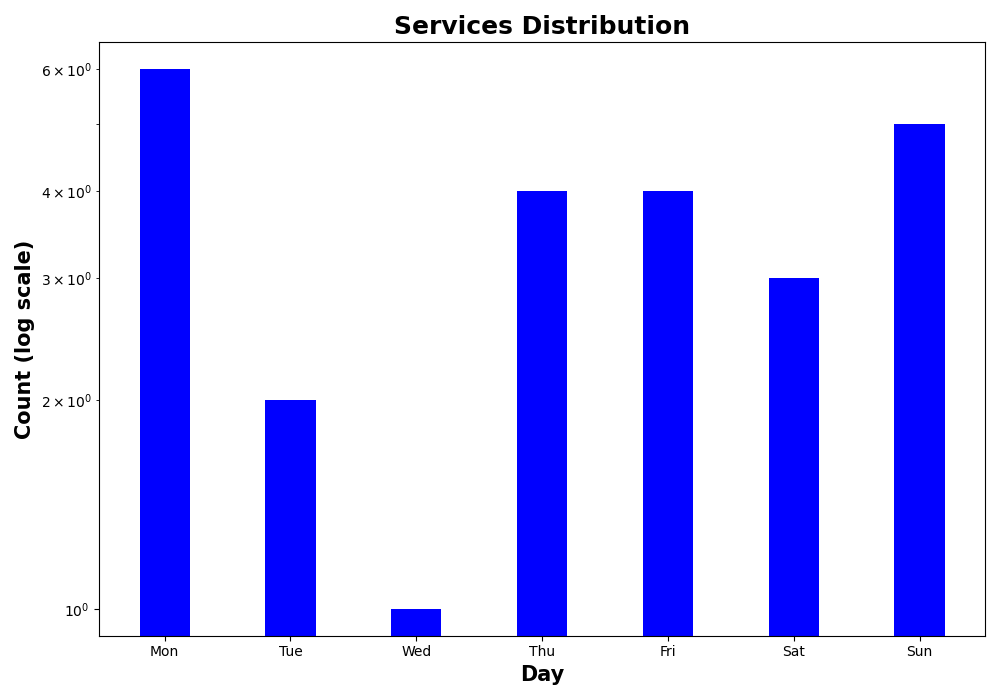 Services Distribution
Count (log scale)
6 × 10⁰
4 × 10⁰
3 × 10⁰
2 × 10⁰
10⁰
Mon Tue Wed Thu Fri Sat Sun
Day